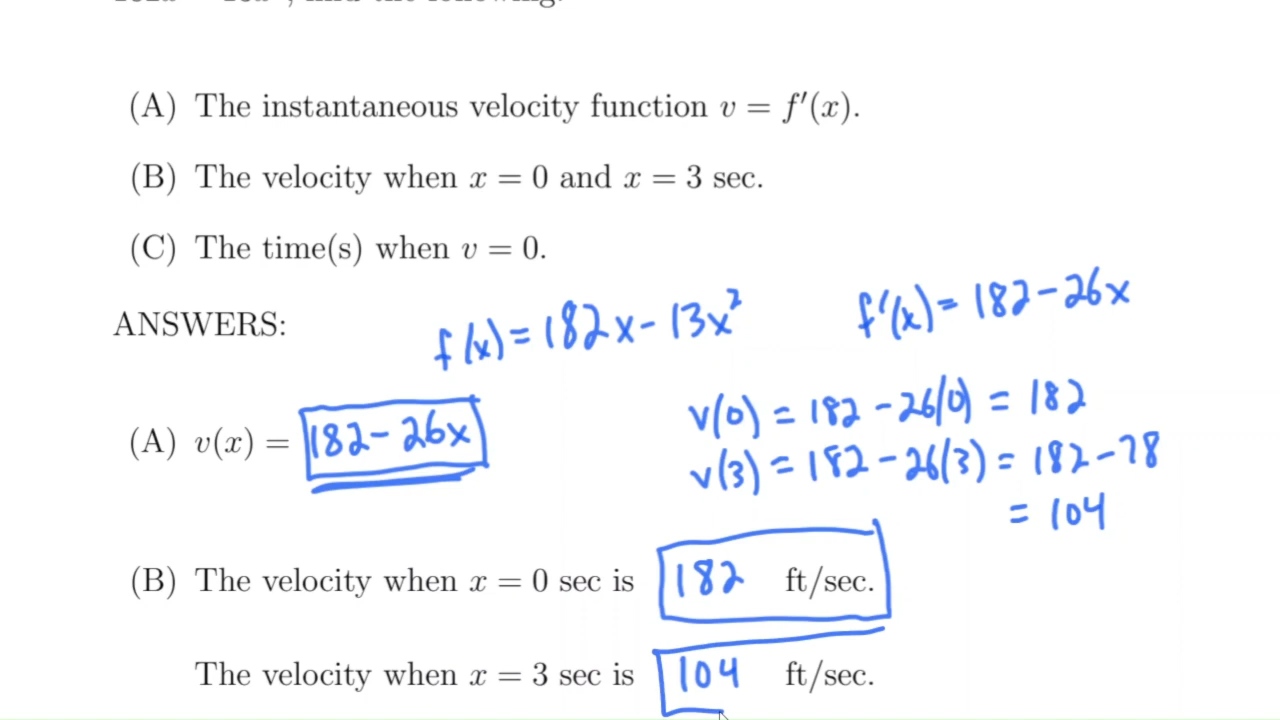 (A) The instantaneous velocity function v = f′(x).
(B) The velocity when x = 0 and x = 3 sec.
(C) The time(s) when v = 0.
ANSWERS:
f(x) = 182x - 13x²
f'(x) = 182 - 26x
(A) v(x) = 182 - 26x
v(0) = 182 - 26(0) = 182
v(3) = 182 - 26(3) = 182 - 78
= 104
(B) The velocity when x = 0 sec is 182 ft/sec.
The velocity when x = 3 sec is 104 ft/sec.